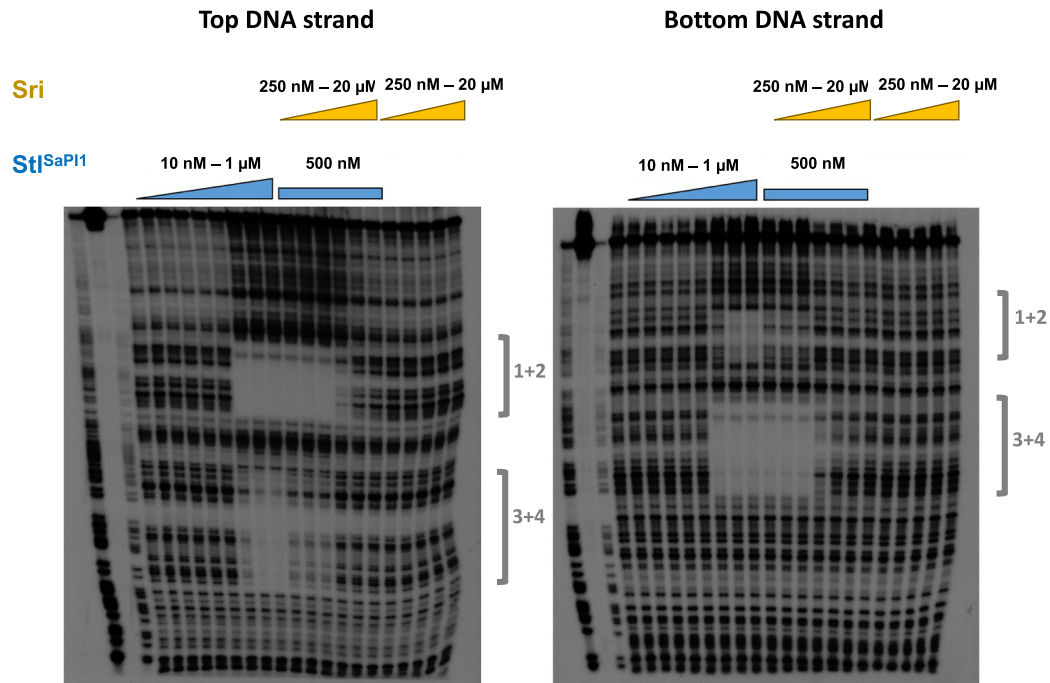 Top DNA strand
Bottom DNA strand
Sri
250 nM – 20 µM
250 nM – 20 µM
250 nM – 20 µM
250 nM – 20 µM
Stl^SaPI1
10 nM – 1 µM
500 nM
10 nM – 1 µM
500 nM
1+2
3+4
1+2
3+4